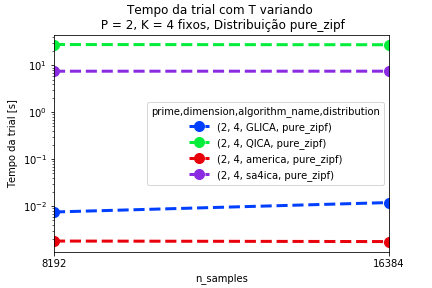 Tempo da trial com T variando
P = 2, K = 4 fixos, Distribuição pure_zipf
Tempo da trial [s]
10^1
10^0
10^-1
10^-2
prime,dimension,algorithm_name,distribution
(2, 4, GLICA, pure_zipf)
(2, 4, QICA, pure_zipf)
(2, 4, america, pure_zipf)
(2, 4, sa4ica, pure_zipf)
8192
16384
n_samples